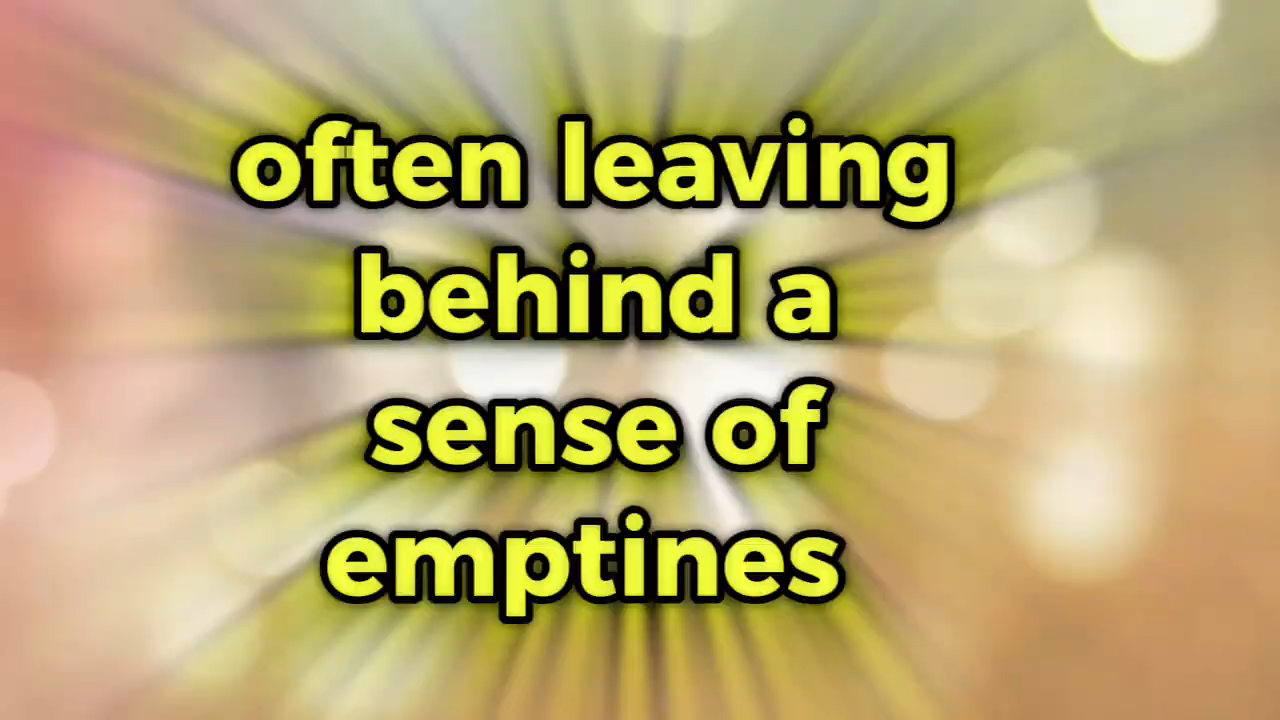 often leaving
behind a
sense of
emptines